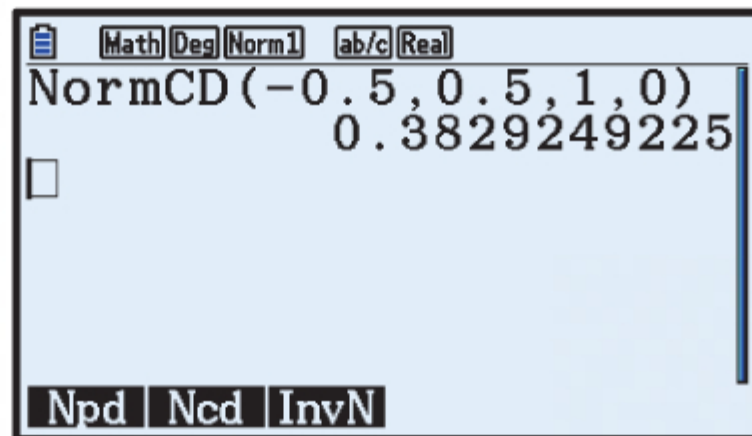 Math Deg Norm1 ab/c Real
NormCD(-0.5,0.5,1,0)
0.3829249225
Npd Ncd InvN